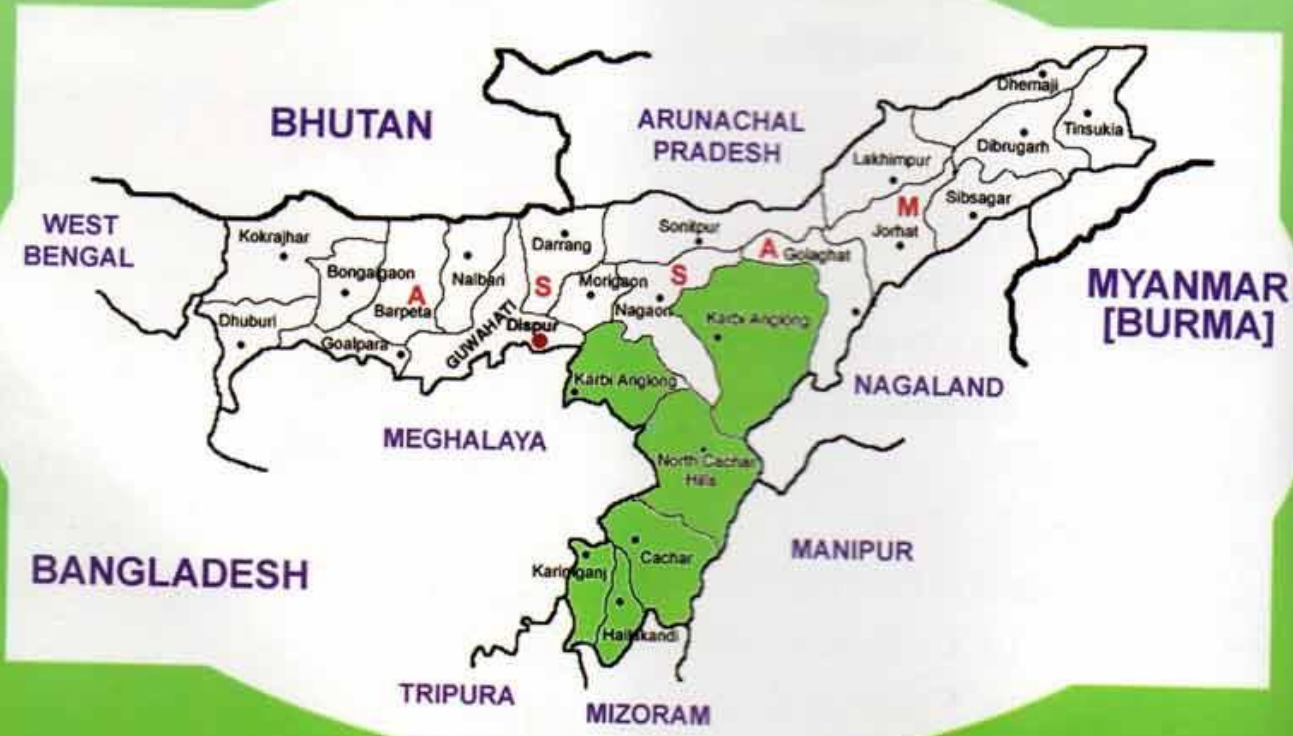 BHUTAN
ARUNACHAL
PRADESH
WEST
BENGAL
MYANMAR
[BURMA]
NAGALAND
MEGHALAYA
MANIPUR
BANGLADESH
TRIPURA
MIZORAM
A
S
S
A
M
Dhemaji
Tinsukia
Dibrugarh
Lakhimpur
Sibsagar
Jorhat
Golaghat
Sonitpur
Darrang
Kokrajhar
Bongaigaon
Nalbari
Barpeta
Morigaon
Nagaon
Dhuburi
Goalpara
GUWAHATI
Dispur
Karbi Anglong
Karbi Anglong
North Cachar
Hills
Cachar
Karimganj
Hailakandi